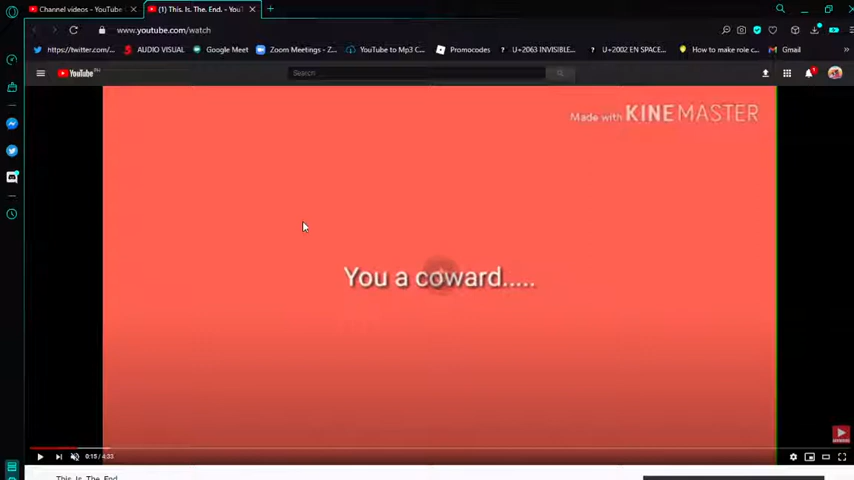 Channel videos - YouTube
(1) This. Is. The. End. - YouT
www.youtube.com/watch
https://twitter.com/...
AUDIO VISUAL
Google Meet
Zoom Meetings - Z...
YouTube to Mp3 C...
Promocodes
U+2063 INVISIBLE...
U+2002 EN SPACE...
How to make role c...
Gmail
YouTube
Search
1
Made with KINEMASTER
You a coward.....
0:15 / 4:33
This. Is. The. End.